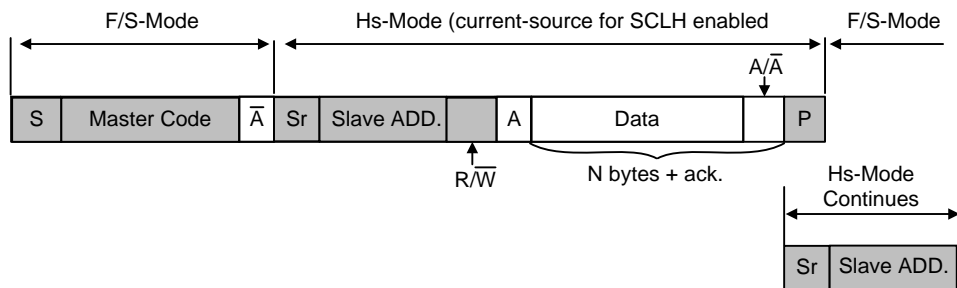 F/S-Mode
Hs-Mode (current-source for SCLH enabled
F/S-Mode
A/A̅
S
Master Code
A̅
Sr
Slave ADD.
A
Data
P
R/W̅
N bytes + ack.
Hs-Mode
Continues
Sr
Slave ADD.